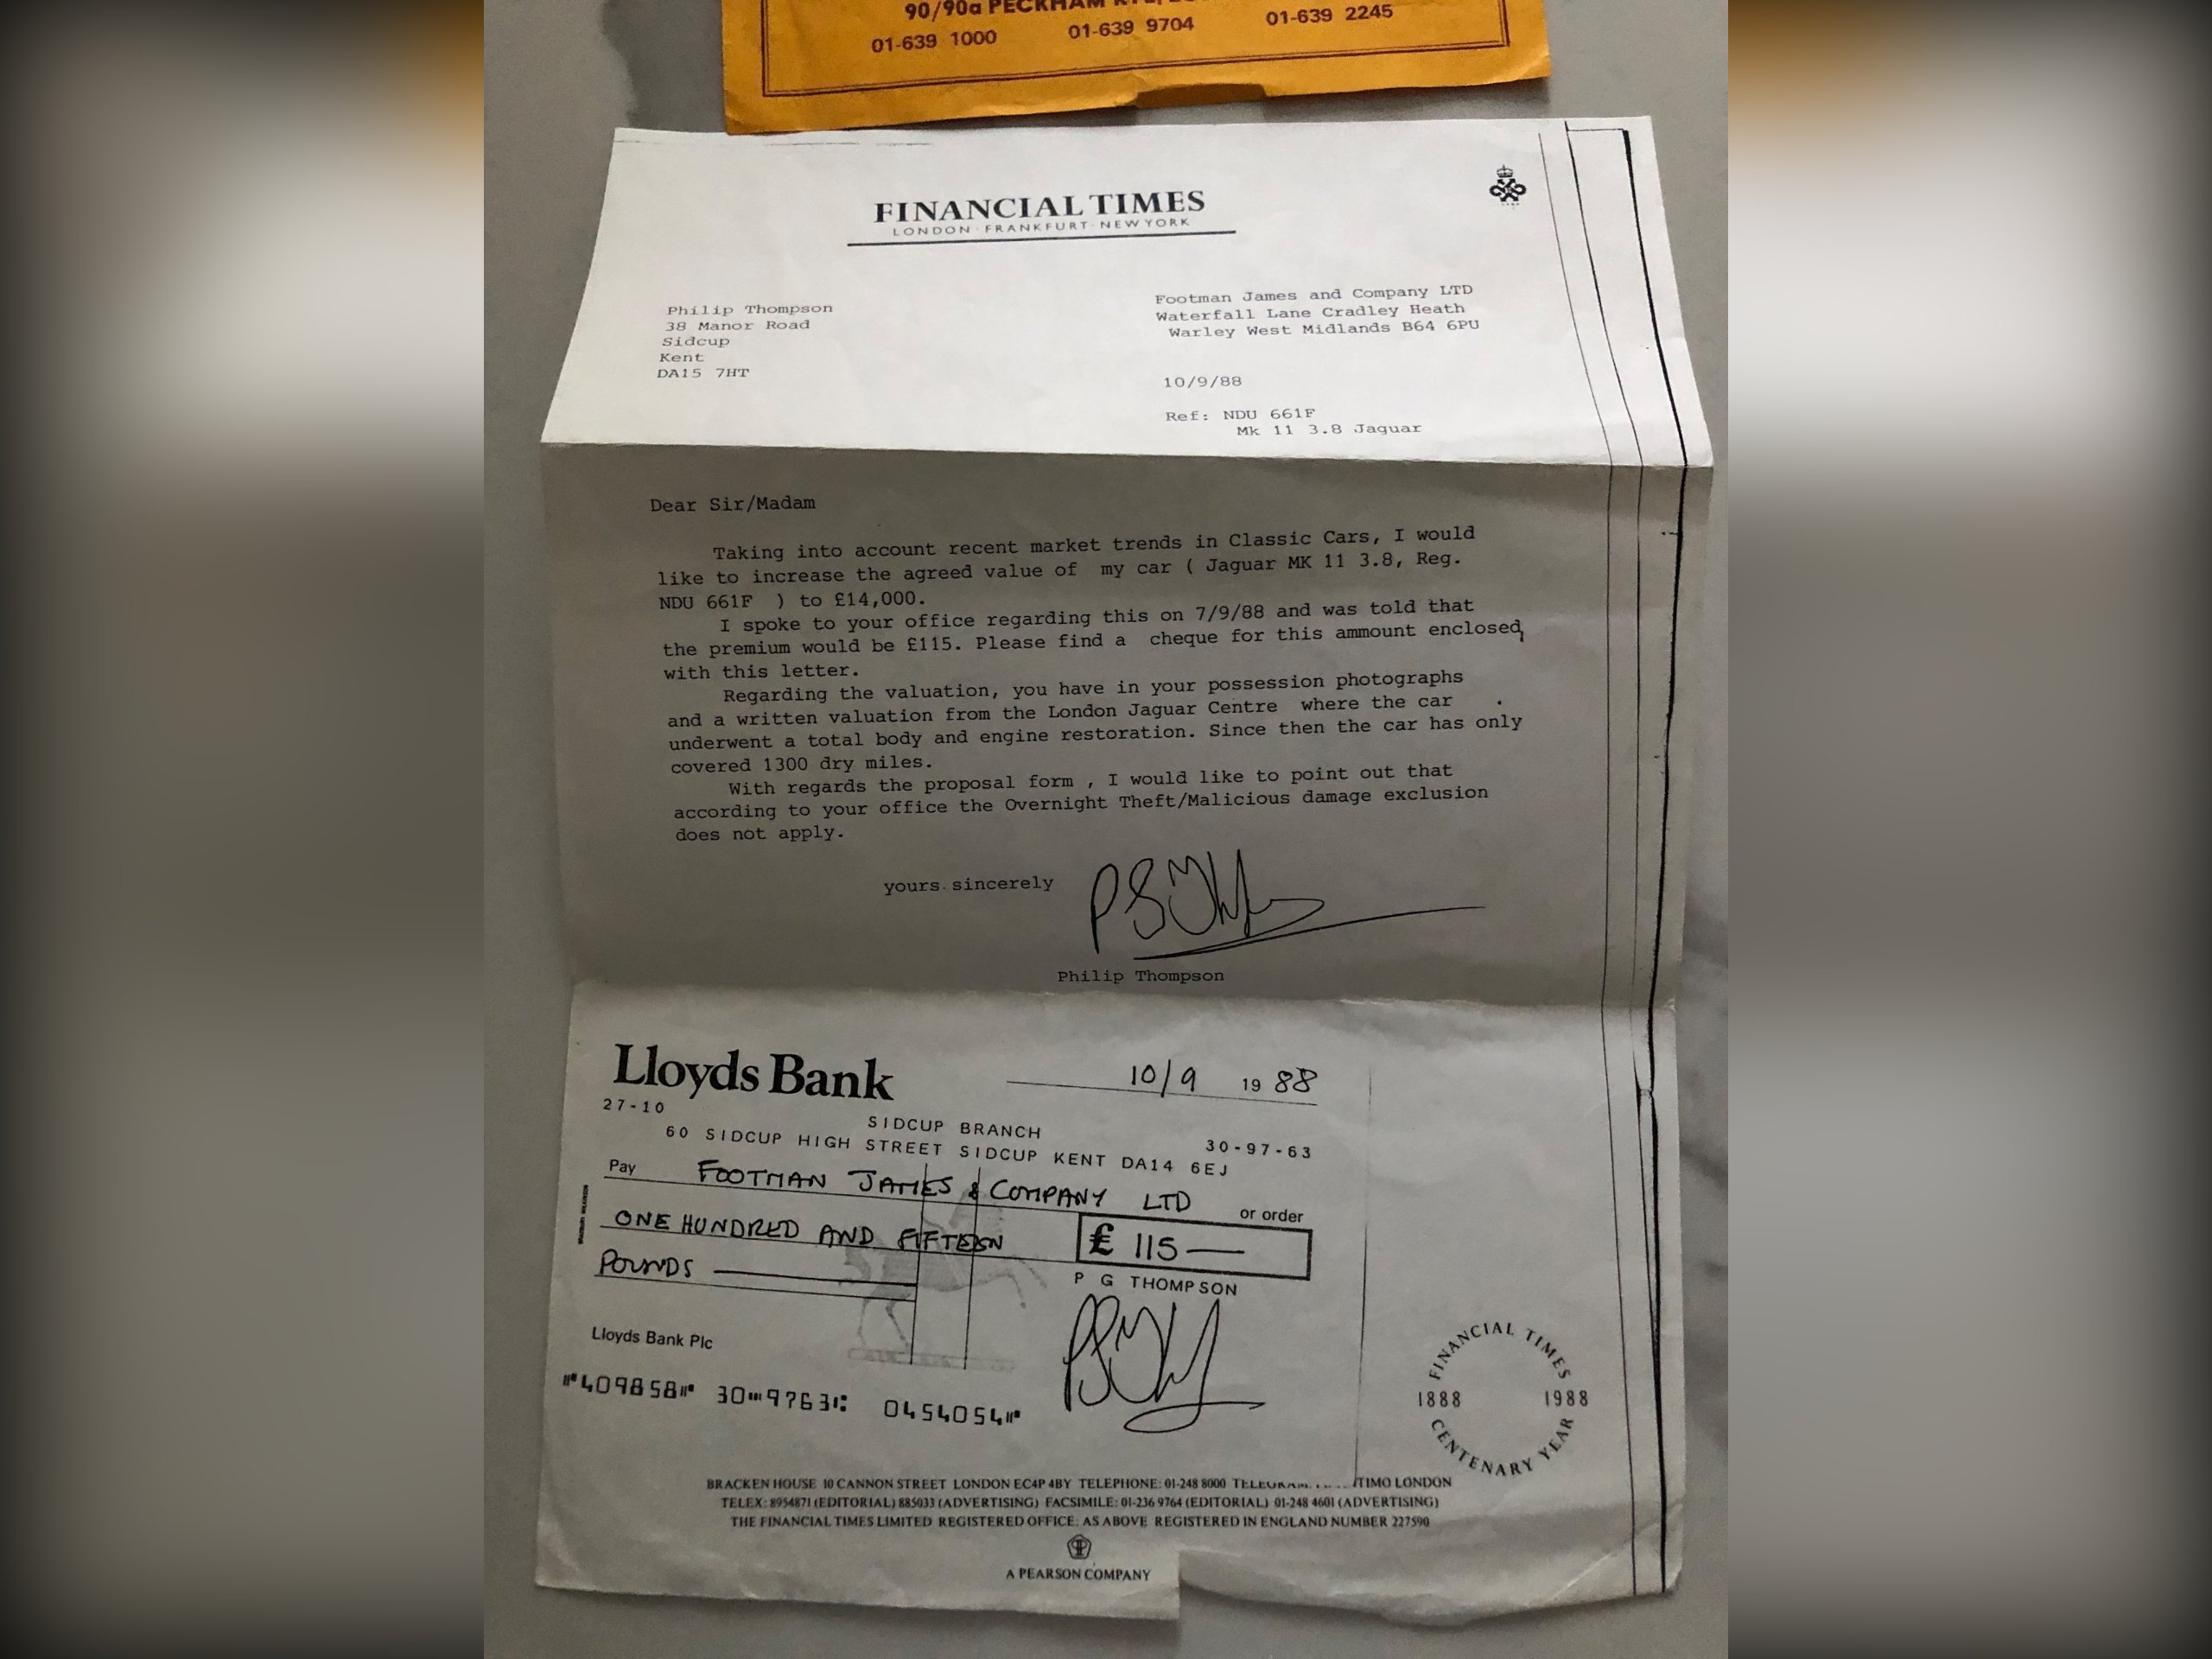 90/90a PECKHAM
01-639 1000 01-639 9704 01-639 2245
FINANCIAL TIMES
LONDON · FRANKFURT · NEW YORK
Philip Thompson
38 Manor Road
Sidcup
Kent
DA15 7HT
Footman James and Company LTD
Waterfall Lane Cradley Heath
Warley West Midlands B64 6PU
10/9/88
Ref: NDU 661F
Mk 11 3.8 Jaguar
Dear Sir/Madam
Taking into account recent market trends in Classic Cars, I would
like to increase the agreed value of my car ( Jaguar MK 11 3.8, Reg.
NDU 661F ) to £14,000.
I spoke to your office regarding this on 7/9/88 and was told that
the premium would be £115. Please find a cheque for this ammount enclosed,
with this letter.
Regarding the valuation, you have in your possession photographs
and a written valuation from the London Jaguar Centre where the car
underwent a total body and engine restoration. Since then the car has only
covered 1300 dry miles.
With regards the proposal form , I would like to point out that
according to your office the Overnight Theft/Malicious damage exclusion
does not apply.
yours sincerely
Philip Thompson
Lloyds Bank
10/9 19 88
27-10
SIDCUP BRANCH
60 SIDCUP HIGH STREET SIDCUP KENT DA14 6EJ
30-97-63
Pay FOOTMAN JAMES & COMPANY LTD or order
ONE HUNDRED AND FIFTEEN
£ 115—
POUNDS
P G THOMPSON
Lloyds Bank Plc
⑈409858⑈ 30⑉9763⑆ 0454054⑈
FINANCIAL TIMES
1888 1988
CENTENARY YEAR
BRACKEN HOUSE 10 CANNON STREET LONDON EC4P 4BY TELEPHONE: 01-248 8000 LONDON
TELEX: 8954871 (EDITORIAL) 885033 (ADVERTISING) FACSIMILE: 01-236 9764 (EDITORIAL) 01-248 4601 (ADVERTISING)
THE FINANCIAL TIMES LIMITED REGISTERED OFFICE: AS ABOVE REGISTERED IN ENGLAND NUMBER 227590
A PEARSON COMPANY